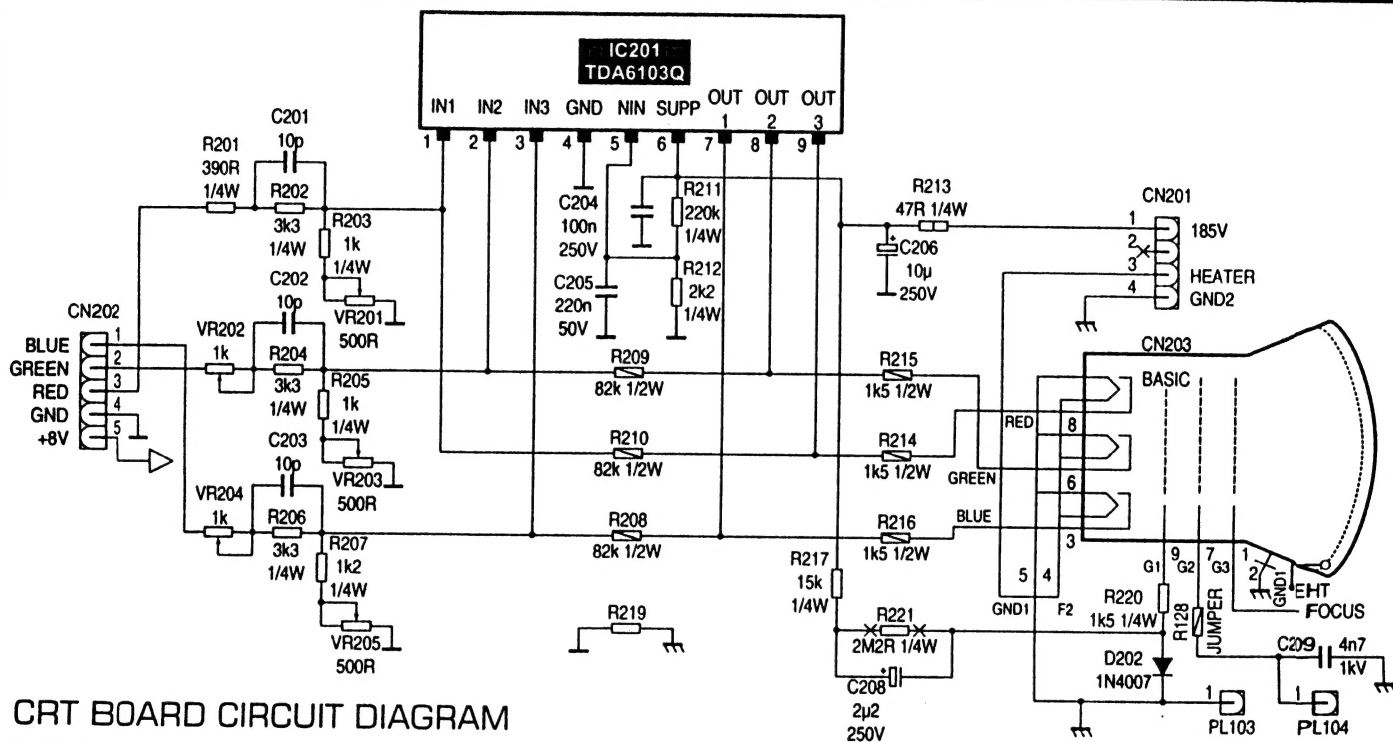 IC201
TDA6103Q
IN1 IN2 IN3 GND NIN SUPP OUT 1 OUT 2 OUT 3
1 2 3 4 5 6 7 8 9
C201
10p
R201
390R
1/4W
R202
3k3
1/4W
R203
1k
1/4W
VR201
500R
C202
10p
CN202
BLUE 1
GREEN 2
RED 3
GND 4
+8V 5
VR202
1k
R204
3k3
1/4W
R205
1k
1/4W
VR203
500R
C203
10p
VR204
1k
R206
3k3
1/4W
R207
1k2
1/4W
VR205
500R
C204
100n
250V
R211
220k
1/4W
C205
220n
50V
R212
2k2
1/4W
R209
82k 1/2W
R210
82k 1/2W
R208
82k 1/2W
R219
R213
47R 1/4W
C206
10µ
250V
+
CN201
1 185V
2
3 HEATER
4 GND2
R215
1k5 1/2W
R214
1k5 1/2W
R216
1k5 1/2W
CN203
BASIC
RED
8
GREEN
6
BLUE
3
5 4
GND1 F2
9 7 1
G1 G2 G3
2
GND1
EHT
FOCUS
R217
15k
1/4W
R221
2M2R 1/4W
+
C208
2µ2
250V
R220
1k5 1/4W
R128
JUMPER
D202
1N4007
C209
4n7
1kV
1
PL103
1
PL104
CRT BOARD CIRCUIT DIAGRAM